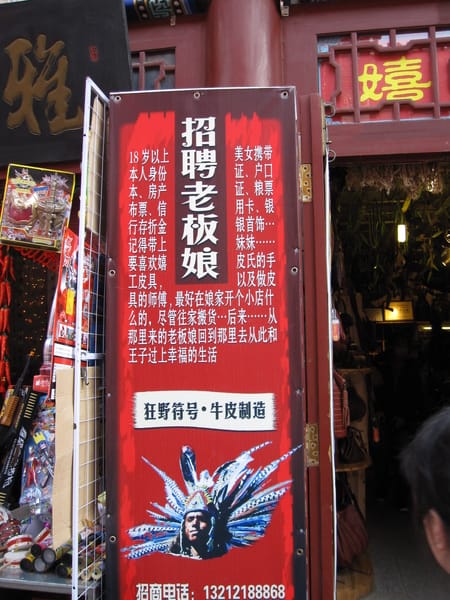 雅
嬉
招聘老板娘
18岁以上 美女携带
本人身份 证、户口
本、房产 证、粮票
布票、信 用卡、银
行存折金 银首饰…
记得带上 妹妹……
要喜欢嬉 皮氏的手
工皮具， 以及做皮
具的师傅，最好在娘家开个小店什
么的，尽管往家搬货…后来……从
那里来的老板娘回到那里去从此和
王子过上幸福的生活
狂野符号·牛皮制造
招商电话：13212188868